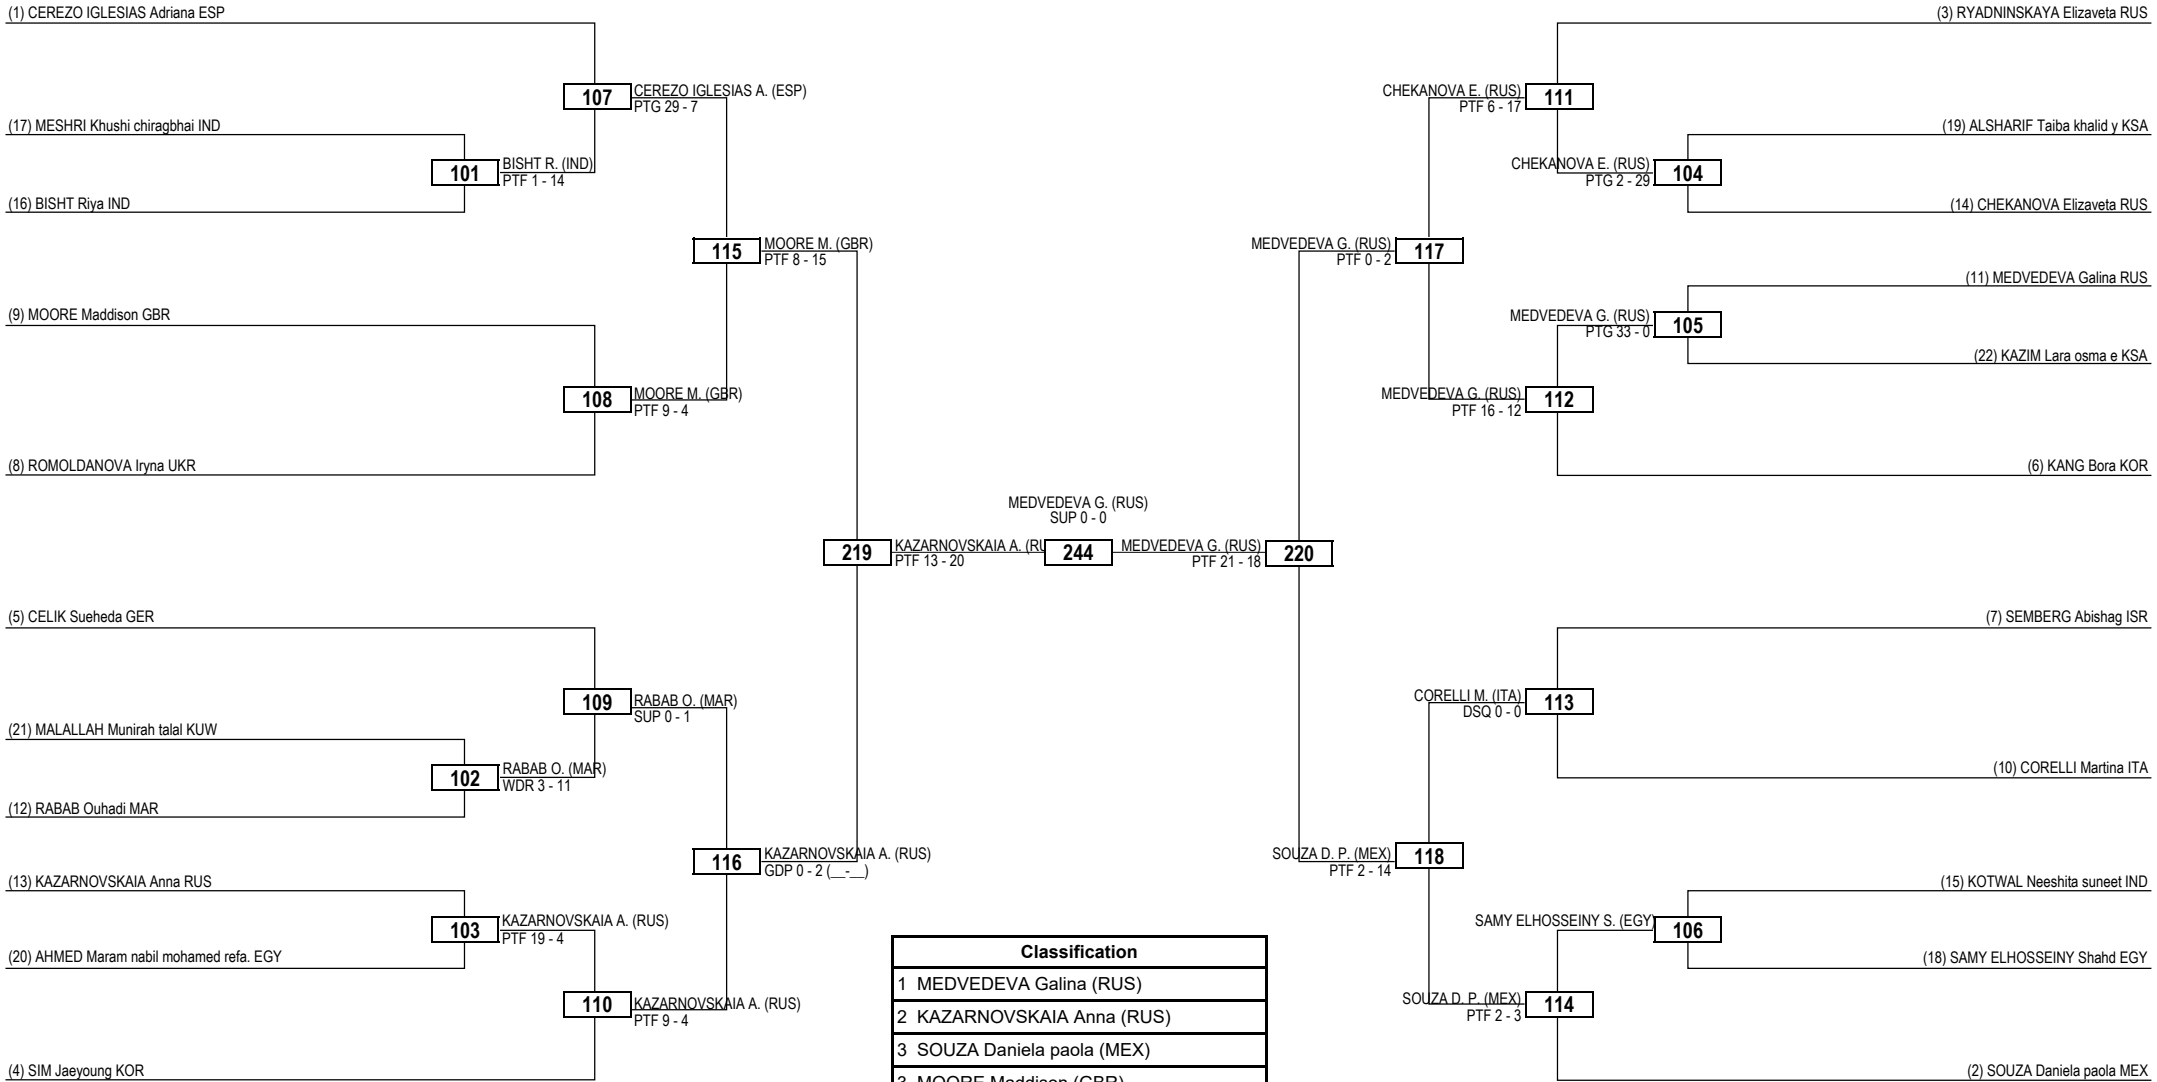 (1) CEREZO IGLESIAS Adriana ESP
107
CEREZO IGLESIAS A. (ESP)
PTG 29 - 7
(17) MESHRI Khushi chiragbhai IND
101
BISHT R. (IND)
PTF 1 - 14
(16) BISHT Riya IND
115
MOORE M. (GBR)
PTF 8 - 15
(9) MOORE Maddison GBR
108
MOORE M. (GBR)
PTF 9 - 4
(8) ROMOLDANOVA Iryna UKR
219
KAZARNOVSKAIA A. (RU
PTF 13 - 20
(5) CELIK Sueheda GER
109
RABAB O. (MAR)
SUP 0 - 1
(21) MALALLAH Munirah talal KUW
102
RABAB O. (MAR)
WDR 3 - 11
(12) RABAB Ouhadi MAR
116
KAZARNOVSKAIA A. (RUS)
GDP 0 - 2 (__-__)
(13) KAZARNOVSKAIA Anna RUS
103
KAZARNOVSKAIA A. (RUS)
PTF 19 - 4
(20) AHMED Maram nabil mohamed refa. EGY
110
KAZARNOVSKAIA A. (RUS)
PTF 9 - 4
(4) SIM Jaeyoung KOR
MEDVEDEVA G. (RUS)
SUP 0 - 0
244
(3) RYADNINSKAYA Elizaveta RUS
CHEKANOVA E. (RUS)
PTF 6 - 17
111
(19) ALSHARIF Taiba khalid y KSA
CHEKANOVA E. (RUS)
PTG 2 - 29
104
(14) CHEKANOVA Elizaveta RUS
MEDVEDEVA G. (RUS)
PTF 0 - 2
117
(11) MEDVEDEVA Galina RUS
MEDVEDEVA G. (RUS)
PTG 33 - 0
105
(22) KAZIM Lara osma e KSA
MEDVEDEVA G. (RUS)
PTF 16 - 12
112
(6) KANG Bora KOR
MEDVEDEVA G. (RUS)
PTF 21 - 18
220
(7) SEMBERG Abishag ISR
CORELLI M. (ITA)
DSQ 0 - 0
113
(10) CORELLI Martina ITA
SOUZA D. P. (MEX)
PTF 2 - 14
118
(15) KOTWAL Neeshita suneet IND
SAMY ELHOSSEINY S. (EGY)
106
(18) SAMY ELHOSSEINY Shahd EGY
SOUZA D. P. (MEX)
PTF 2 - 3
114
(2) SOUZA Daniela paola MEX
Classification
1 MEDVEDEVA Galina (RUS)
2 KAZARNOVSKAIA Anna (RUS)
3 SOUZA Daniela paola (MEX)
3 MOORE Maddison (GBR)